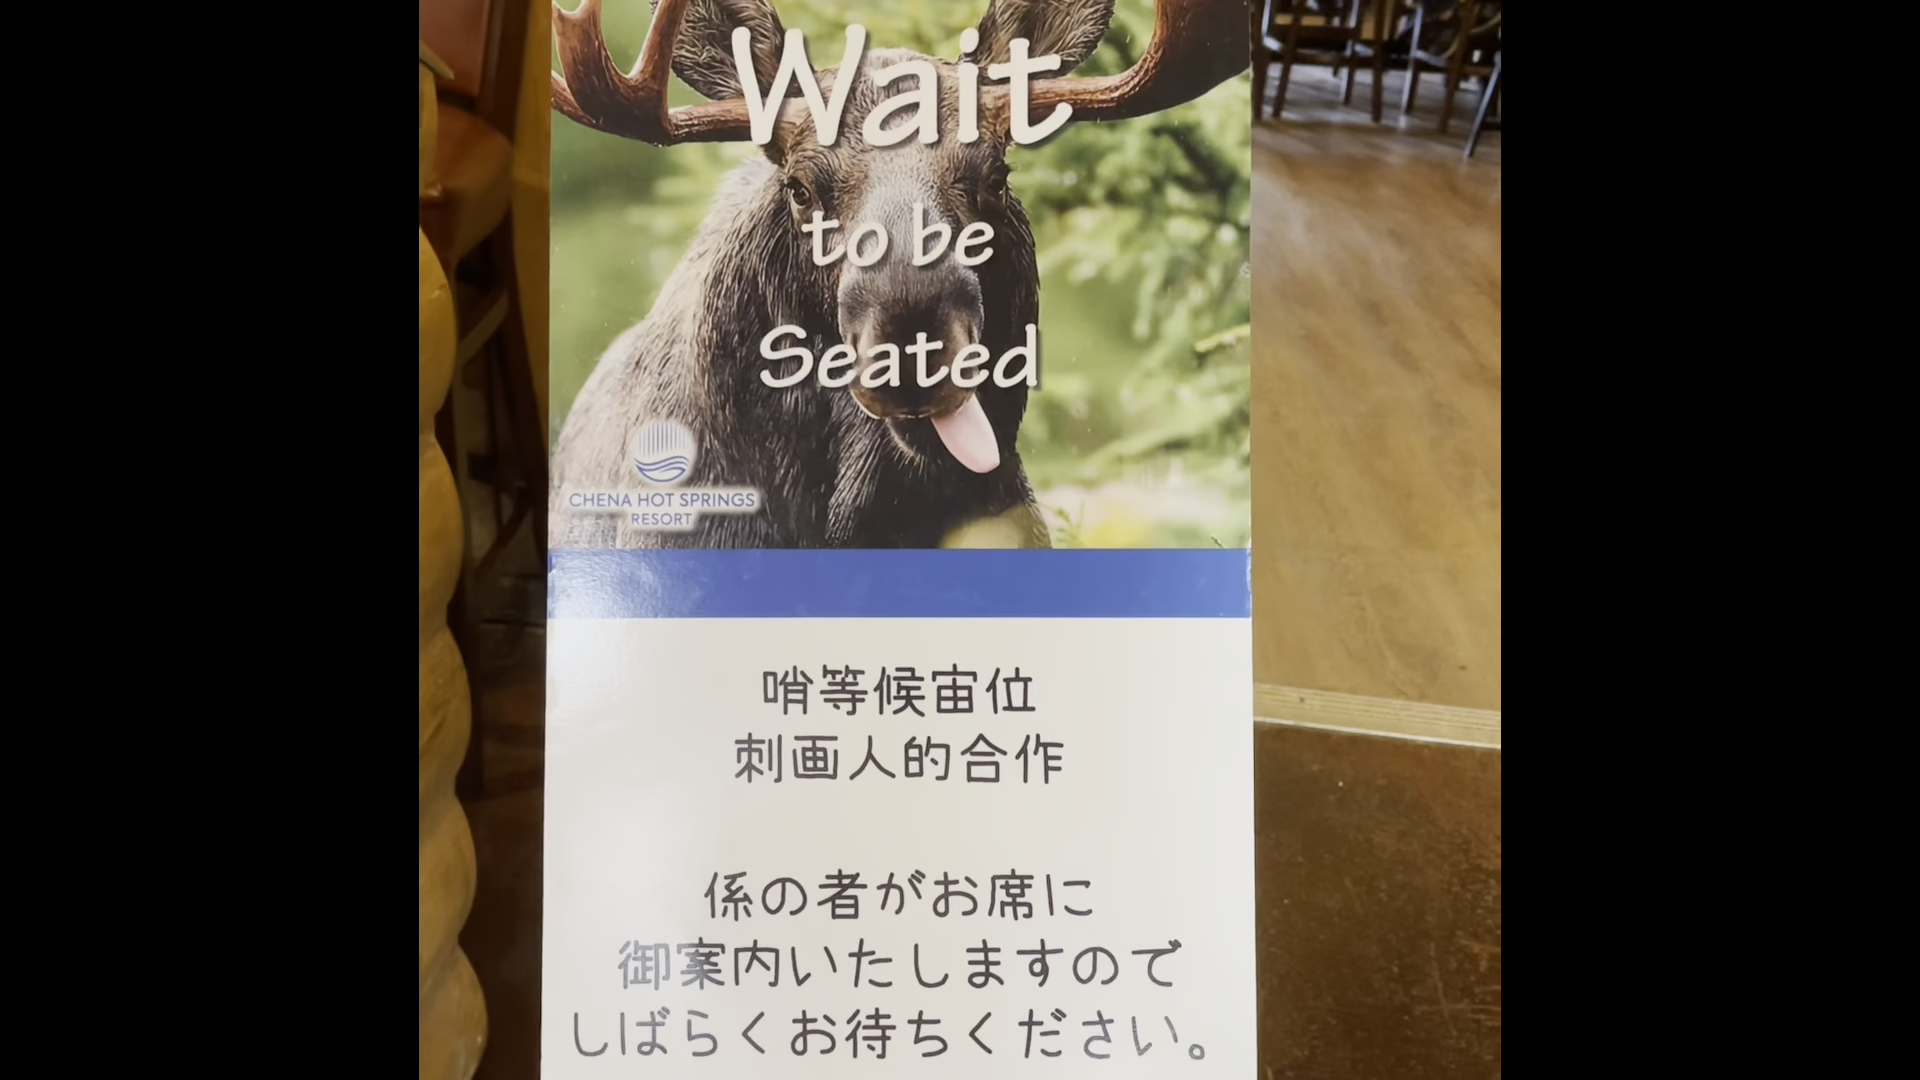 Wait
to be
Seated
CHENA HOT SPRINGS
RESORT
哨等候宙位
刺画人的合作
係の者がお席に
御案内いたしますので
しばらくお待ちください。